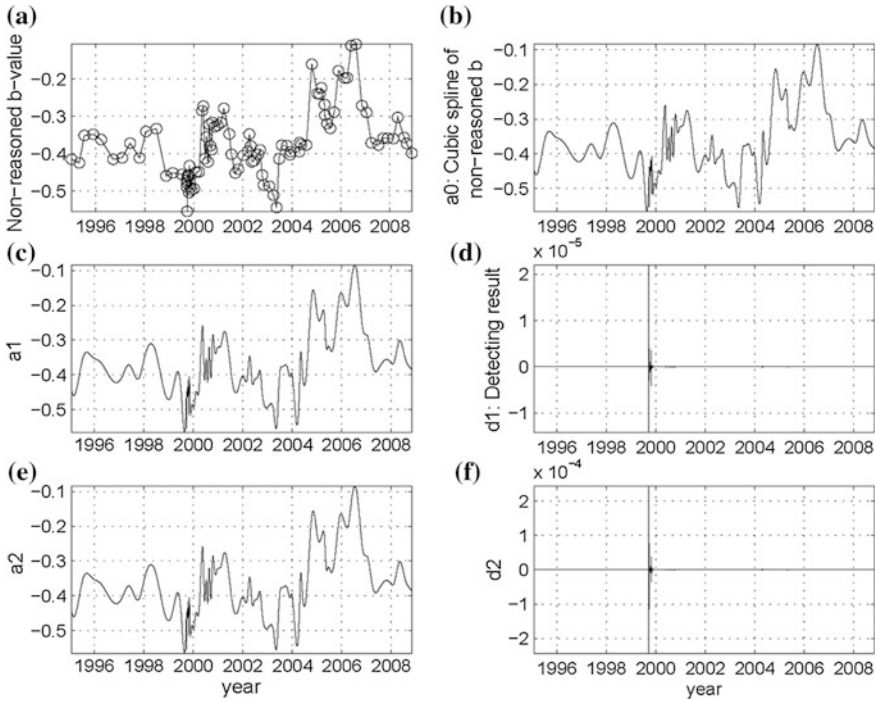 (a)
Non-reasoned b-value
−0.2
−0.3
−0.4
−0.5
1996 1998 2000 2002 2004 2006 2008
(b)
a0: Cubic spline of
non-reasoned b
−0.1
−0.2
−0.3
−0.4
−0.5
1996 1998 2000 2002 2004 2006 2008
(c)
a1
−0.1
−0.2
−0.3
−0.4
−0.5
1996 1998 2000 2002 2004 2006 2008
(d)
x 10⁻⁵
d1: Detecting result
2
1
0
−1
1996 1998 2000 2002 2004 2006 2008
(e)
a2
−0.1
−0.2
−0.3
−0.4
−0.5
1996 1998 2000 2002 2004 2006 2008
year
(f)
x 10⁻⁴
d2
2
1
0
−1
−2
1996 1998 2000 2002 2004 2006 2008
year